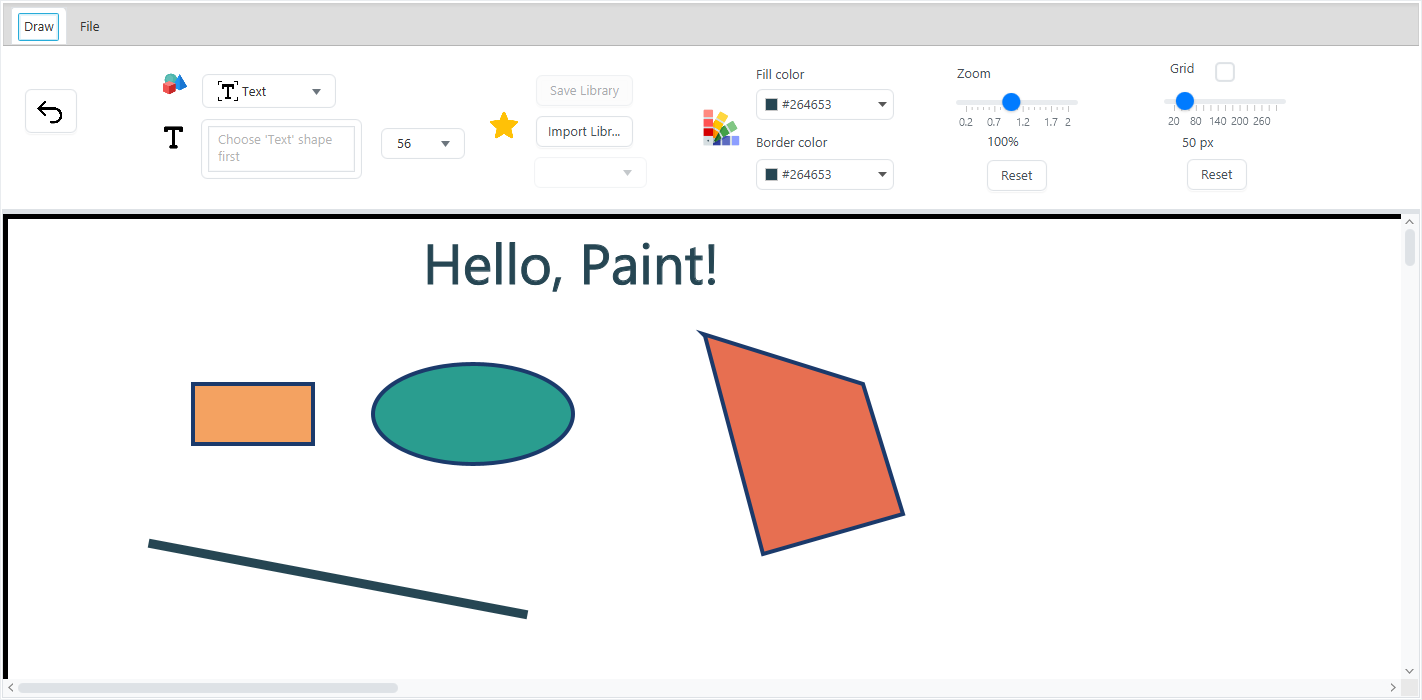 Draw File
Text
Choose 'Text' shape
first
56
Save Library
Import Libr...
Fill color
#264653
Border color
#264653
Zoom
0.2 0.7 1.2 1.7 2
100%
Reset
Grid
20 80 140 200 260
50 px
Reset
Hello, Paint!